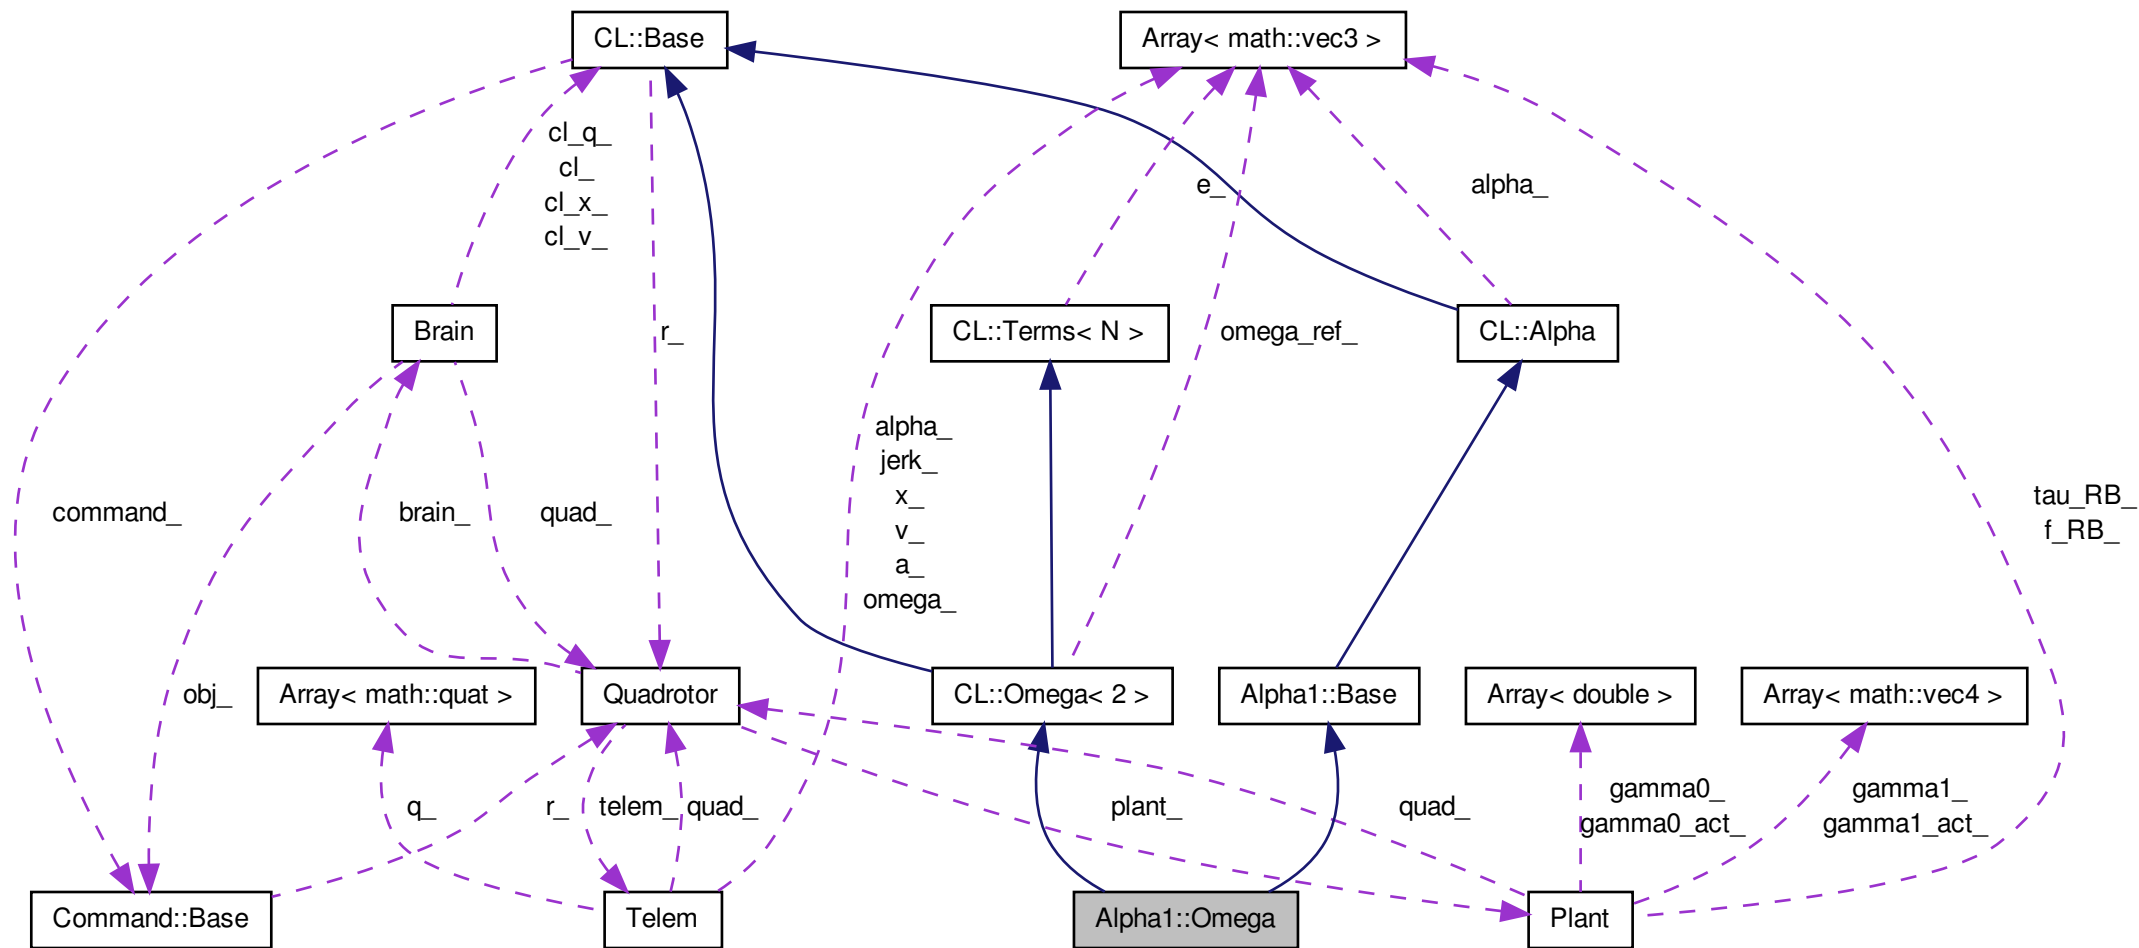 CL::Base
Array< math::vec3 >
cl_q_
cl_
cl_x_
cl_v_
e_
alpha_
Brain
r_
CL::Terms< N >
omega_ref_
CL::Alpha
alpha_
jerk_
x_
v_
a_
omega_
command_
brain_
quad_
tau_RB_
f_RB_
obj_
Array< math::quat >
Quadrotor
CL::Omega< 2 >
Alpha1::Base
Array< double >
Array< math::vec4 >
q_
r_
telem_
quad_
plant_
quad_
gamma0_
gamma0_act_
gamma1_
gamma1_act_
Command::Base
Telem
Alpha1::Omega
Plant